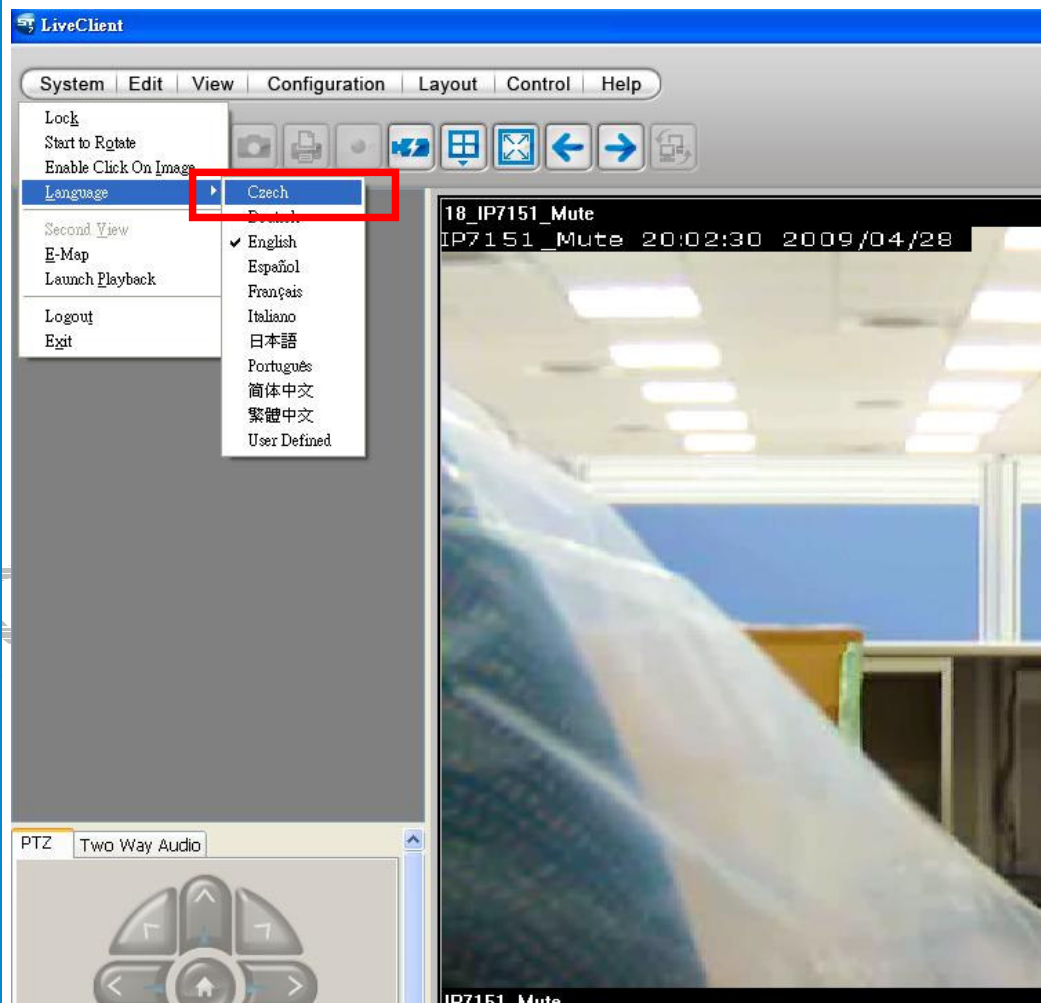 LiveClient
System Edit View Configuration Layout Control Help
Lock
Start to Rotate
Enable Click On Image
Language
Second View
E-Map
Launch Playback
Logout
Exit
Czech
Deutsch
English
Español
Français
Italiano
日本語
Português
简体中文
繁體中文
User Defined
18_IP7151_Mute
IP7151_Mute 20:02:30 2009/04/28
PTZ Two Way Audio
IP7151_Mute